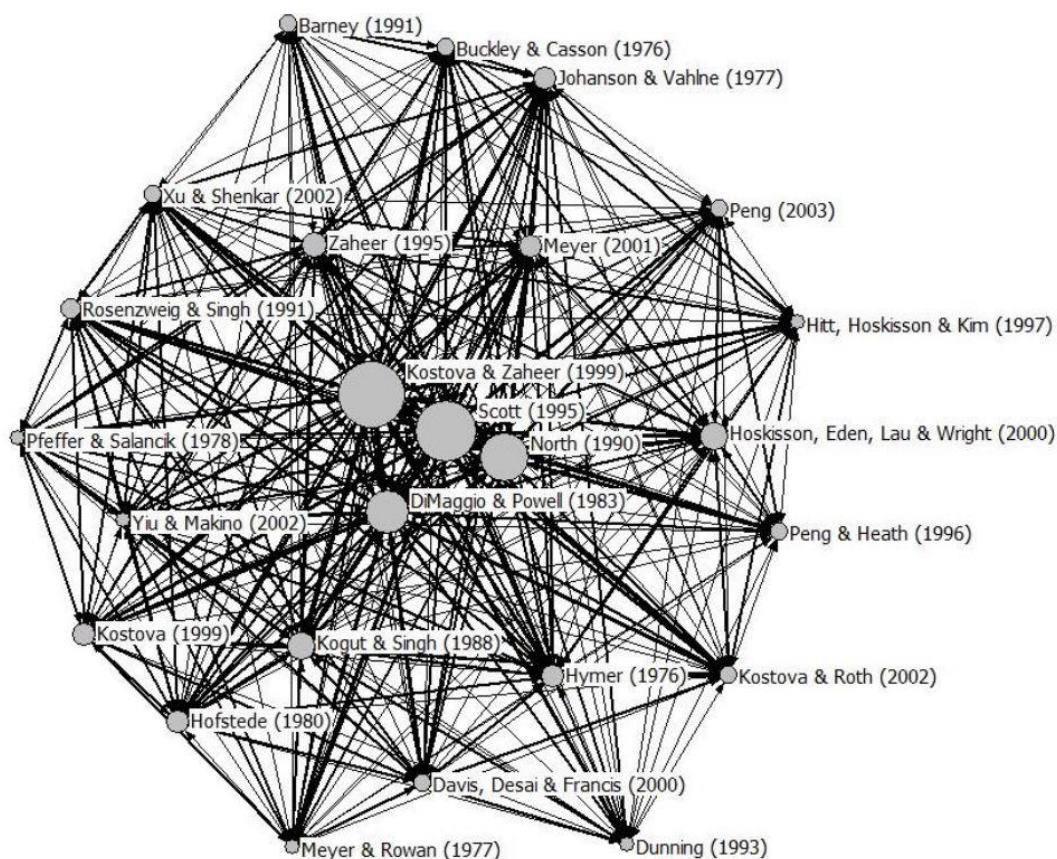 Barney (1991)
Buckley & Casson (1976)
Johanson & Vahlne (1977)
Xu & Shenkar (2002)
Peng (2003)
Zaheer (1995)
Meyer (2001)
Rosenzweig & Singh (1991)
Hitt, Hoskisson & Kim (1997)
Kostova & Zaheer (1999)
Scott (1995)
Pfeffer & Salancik (1978)
North (1990)
Hoskisson, Eden, Lau & Wright (2000)
DiMaggio & Powell (1983)
Yiu & Makino (2002)
Peng & Heath (1996)
Kostova (1999)
Kogut & Singh (1988)
Hymer (1976)
Kostova & Roth (2002)
Hofstede (1980)
Davis, Desai & Francis (2000)
Meyer & Rowan (1977)
Dunning (1993)